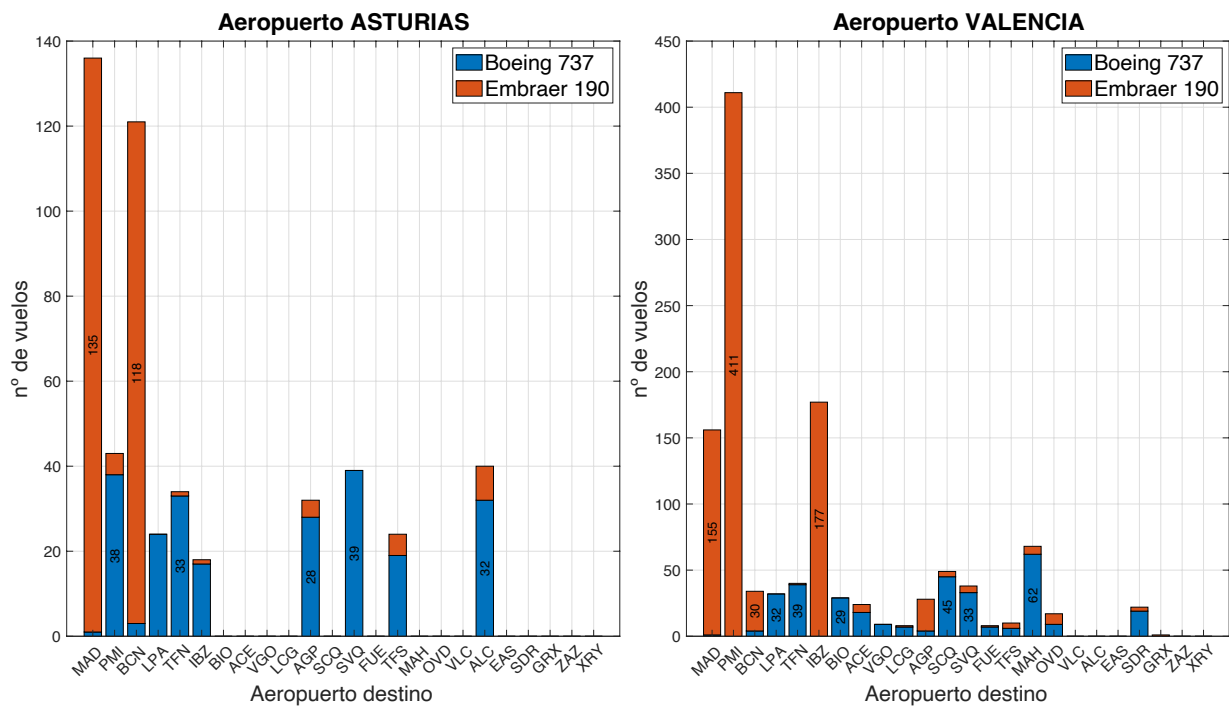 Aeropuerto ASTURIAS
Boeing 737
Embraer 190
140
120
100
80
60
40
20
0
nº de vuelos
135
38
118
33
28
39
32
MAD PMI BCN LPA TFN IBZ BIO ACE VGO LCG AGP SCQ SVQ FUE TFS MAH OVD VLC ALC EAS SDR GRX ZAZ XRY
Aeropuerto destino
Aeropuerto VALENCIA
Boeing 737
Embraer 190
450
400
350
300
250
200
150
100
50
0
nº de vuelos
155
411
30
32
39
177
29
45
33
62
MAD PMI BCN LPA TFN IBZ BIO ACE VGO LCG AGP SCQ SVQ FUE TFS MAH OVD VLC ALC EAS SDR GRX ZAZ XRY
Aeropuerto destino